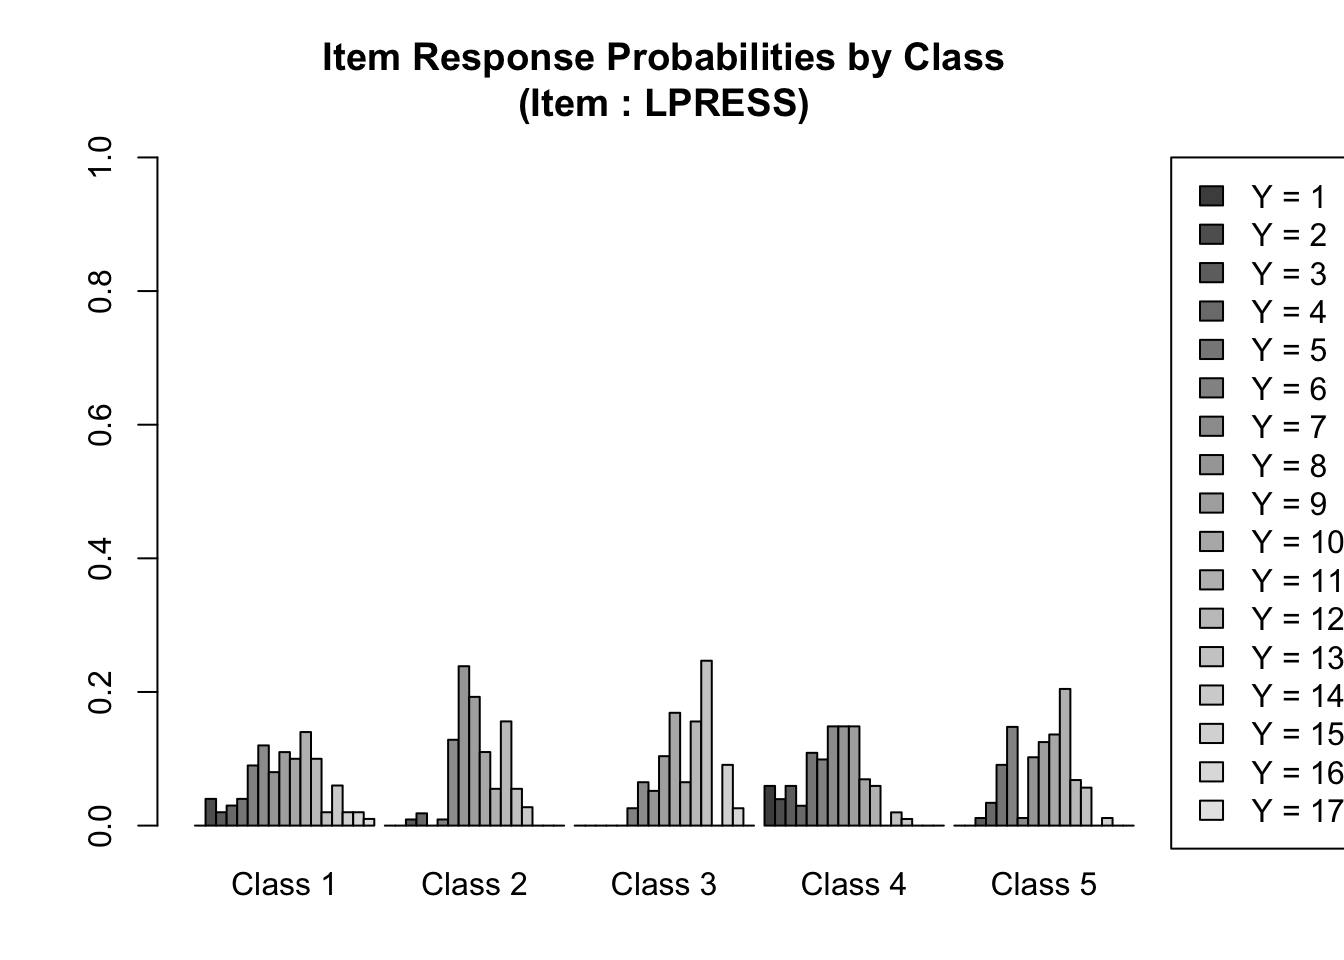 Item Response Probabilities by Class
(Item : LPRESS)
1.0
0.8
0.6
0.4
0.2
0.0
Class 1
Class 2
Class 3
Class 4
Class 5
Y = 1
Y = 2
Y = 3
Y = 4
Y = 5
Y = 6
Y = 7
Y = 8
Y = 9
Y = 10
Y = 11
Y = 12
Y = 13
Y = 14
Y = 15
Y = 16
Y = 17